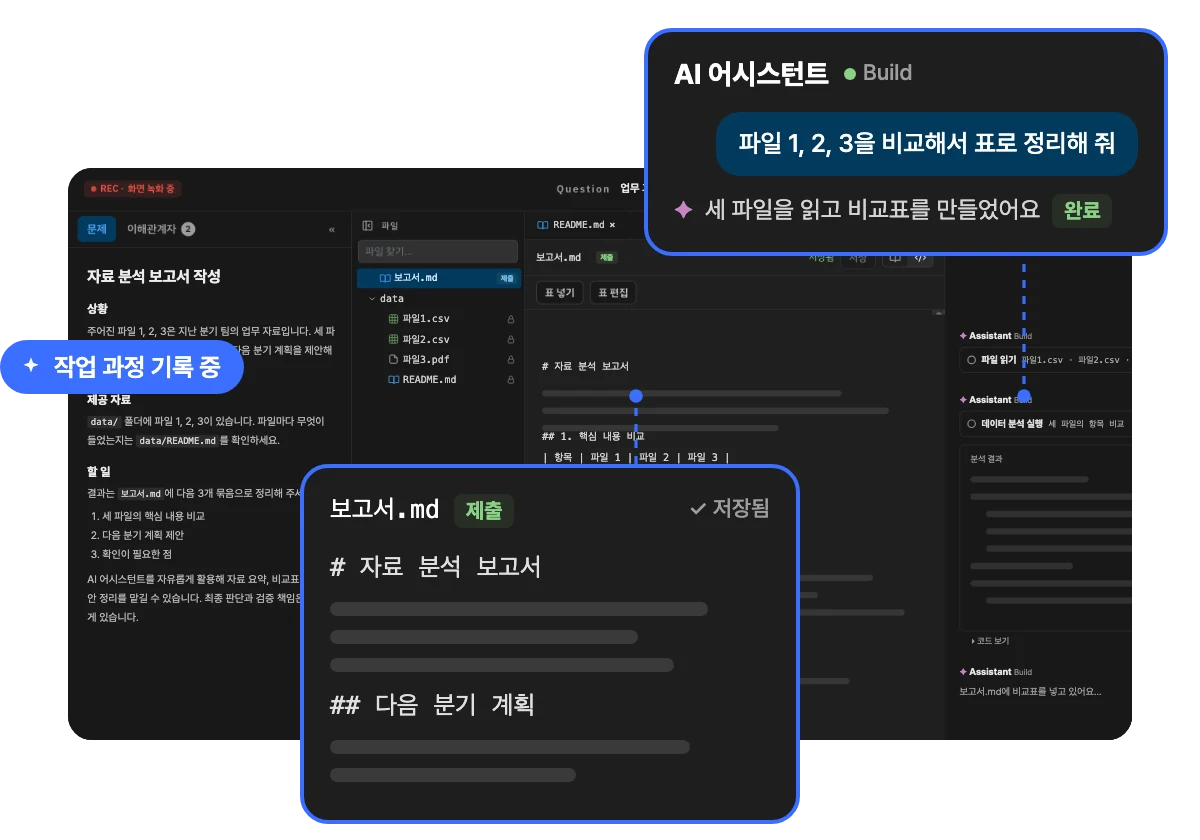 AI 어시스턴트 Build
파일 1, 2, 3을 비교해서 표로 정리해 줘
세 파일을 읽고 비교표를 만들었어요 완료
REC · 화면 녹화 중
Question 업무
문제 이해관계자 2 «
자료 분석 보고서 작성
상황
주어진 파일 1, 2, 3은 지난 분기 팀의 업무 자료입니다. 세 파
다음 분기 계획을 제안해
작업 과정 기록 중
제공 자료
data/ 폴더에 파일 1, 2, 3이 있습니다. 파일마다 무엇이
들었는지는 data/README.md 를 확인하세요.
할 일
결과는 보고서.md 에 다음 3개 묶음으로 정리해 주세
1. 세 파일의 핵심 내용 비교
2. 다음 분기 계획 제안
3. 확인이 필요한 점
AI 어시스턴트를 자유롭게 활용해 자료 요약, 비교표
안 정리를 맡길 수 있습니다. 최종 판단과 검증 책임은
게 있습니다.
파일
파일 찾기...
보고서.md 제출
data
파일1.csv
파일2.csv
파일3.pdf
README.md
README.md ×
보고서.md 제출 저장됨 저장 </>
표 넣기 표 편집
# 자료 분석 보고서
## 1. 핵심 내용 비교
| 항목 | 파일 1 | 파일 2 | 파일 3 |
보고서.md 제출 저장됨
# 자료 분석 보고서
## 다음 분기 계획
Assistant Build
파일 읽기 파일1.csv · 파일2.csv ·
Assistant Build
데이터 분석 실행 세 파일의 항목 비교
분석 결과
코드 보기
Assistant Build
보고서.md에 비교표를 넣고 있어요...